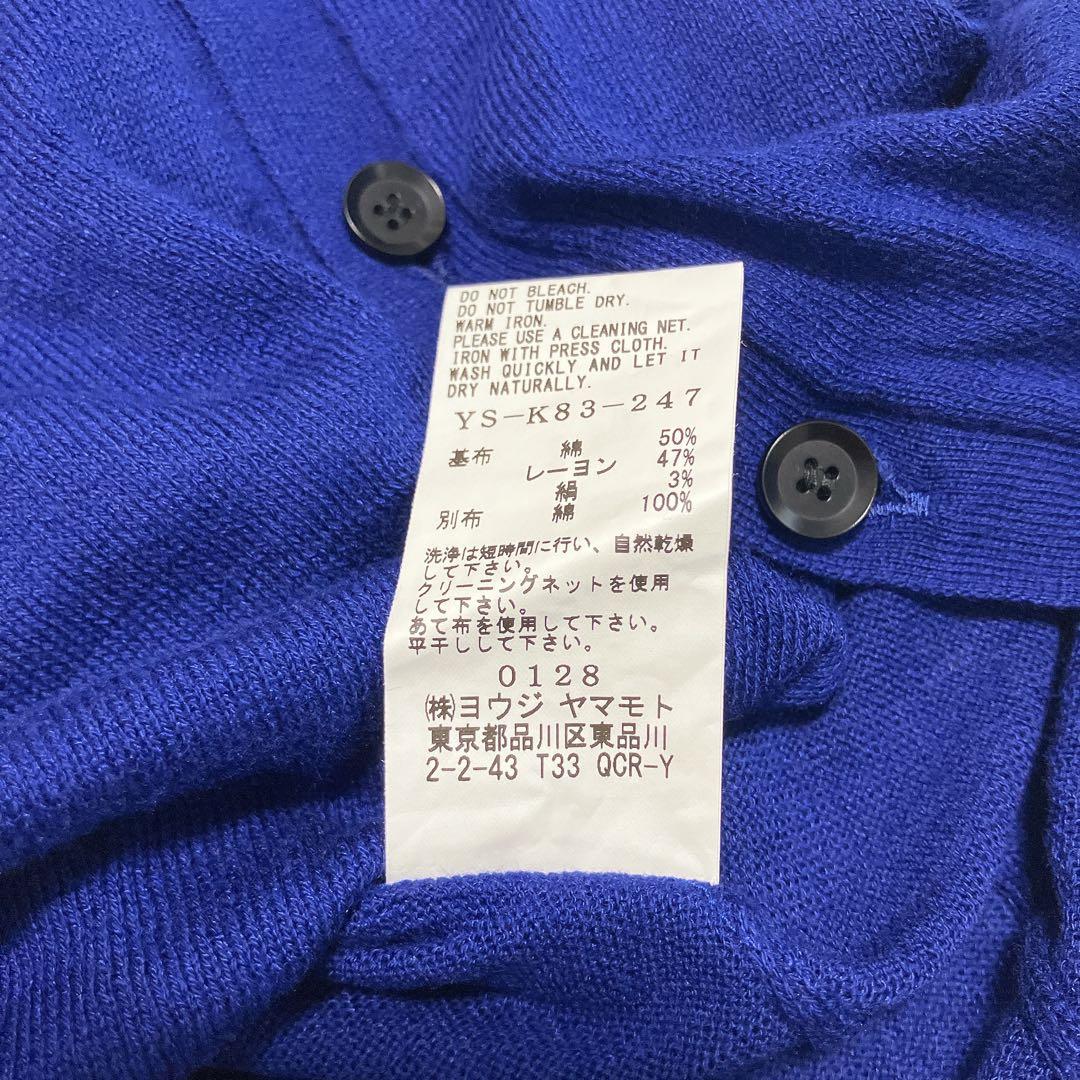 DO NOT BLEACH.
DO NOT TUMBLE DRY.
WARM IRON.
PLEASE USE A CLEANING NET.
IRON WITH PRESS CLOTH.
WASH QUICKLY AND LET IT
DRY NATURALLY.
YS-K83-247
基布 綿 50%
レーヨン 47%
絹 3%
別布 綿 100%
洗浄は短時間に行い、自然乾燥
して下さい。
クリーニングネットを使用
して下さい。
あて布を使用して下さい。
平干しして下さい。
0128
㈱ヨウジ ヤマモト
東京都品川区東品川
2-2-43 T33 QCR-Y